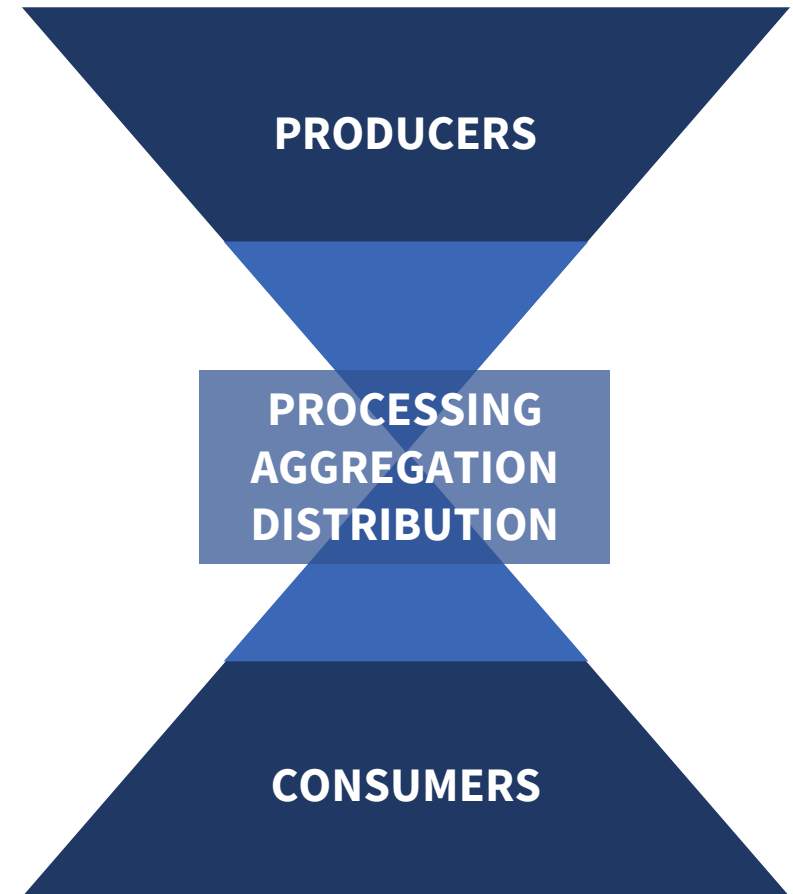 PRODUCERS
PROCESSING
AGGREGATION
DISTRIBUTION
CONSUMERS